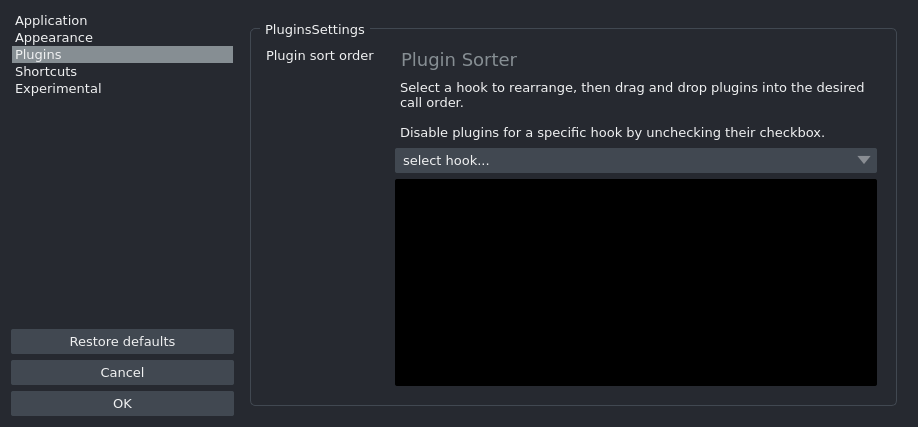 Application
Appearance
Plugins
Shortcuts
Experimental
Restore defaults
Cancel
OK
PluginsSettings
Plugin sort order
Plugin Sorter
Select a hook to rearrange, then drag and drop plugins into the desired
call order.
Disable plugins for a specific hook by unchecking their checkbox.
select hook...